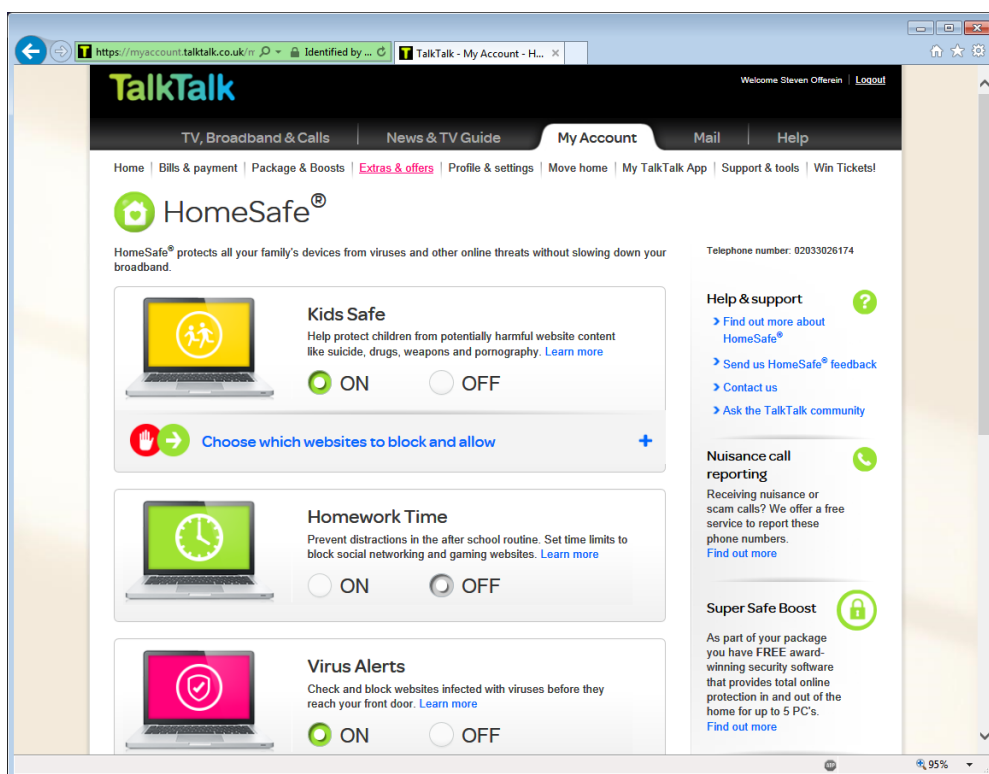 https://myaccount.talktalk.co.uk/m
Identified by ...
TalkTalk - My Account - H...
TalkTalk
Welcome Steven Offerein | Logout
TV, Broadband & Calls
News & TV Guide
My Account
Mail
Help
Home | Bills & payment | Package & Boosts | Extras & offers | Profile & settings | Move home | My TalkTalk App | Support & tools | Win Tickets!
HomeSafe®
HomeSafe® protects all your family's devices from viruses and other online threats without slowing down your
broadband.
Kids Safe
Help protect children from potentially harmful website content
like suicide, drugs, weapons and pornography. Learn more
ON
OFF
Choose which websites to block and allow
Homework Time
Prevent distractions in the after school routine. Set time limits to
block social networking and gaming websites. Learn more
ON
OFF
Virus Alerts
Check and block websites infected with viruses before they
reach your front door. Learn more
ON
OFF
Telephone number: 02033026174
Help & support
Find out more about
HomeSafe®
Send us HomeSafe® feedback
Contact us
Ask the TalkTalk community
Nuisance call
reporting
Receiving nuisance or
scam calls? We offer a free
service to report these
phone numbers.
Find out more
Super Safe Boost
As part of your package
you have FREE award-
winning security software
that provides total online
protection in and out of the
home for up to 5 PC's.
Find out more
95%